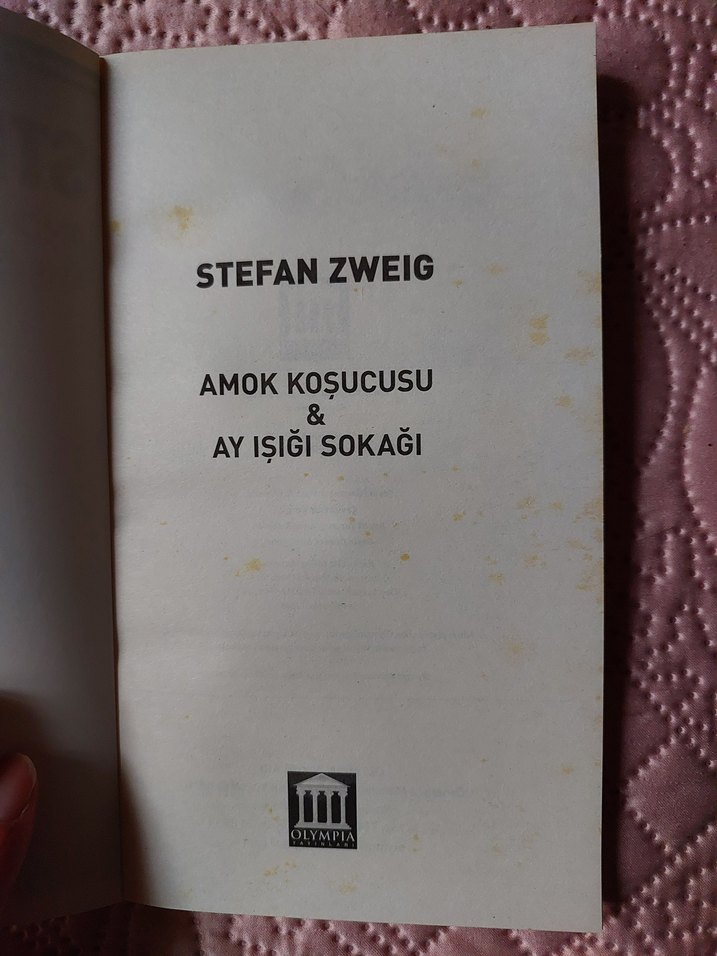 STEFAN ZWEIG
AMOK KOŞUCUSU
&
AY IŞIĞI SOKAĞI
OLYMPIA
YAYINLARI